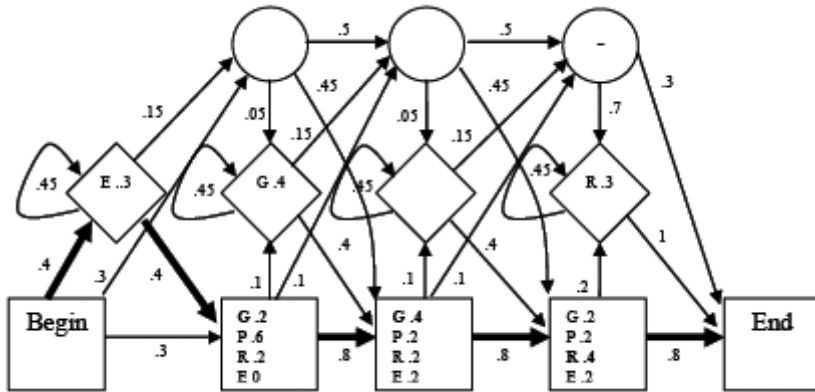 .5
.5
-
.3
.15
.45
.45
.05
.15
.05
.15
.7
.45
E ..3
.45
G .4
.45
.45
R .3
.4
.4
.3
.1
.1
.4
.1
.1
.4
.2
1
Begin
.3
G .2
P .6
R .2
E 0
.8
G .4
P .2
R .2
E .2
.8
G .2
P .2
R .4
E .2
.8
End